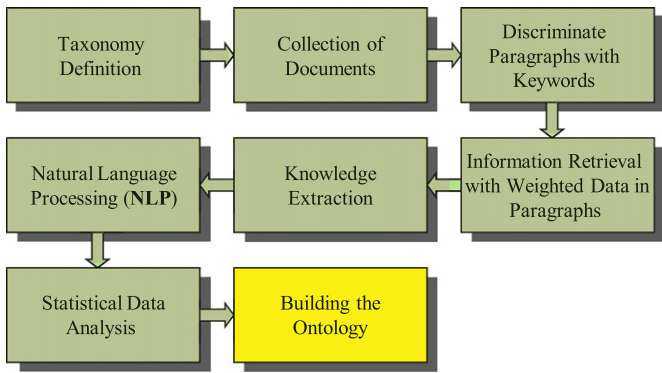 Taxonomy
Definition
Collection of
Documents
Discriminate
Paragraphs with
Keywords
Information Retrieval
with Weighted Data in
Paragraphs
Knowledge
Extraction
Natural Language
Processing (NLP)
Statistical Data
Analysis
Building the
Ontology